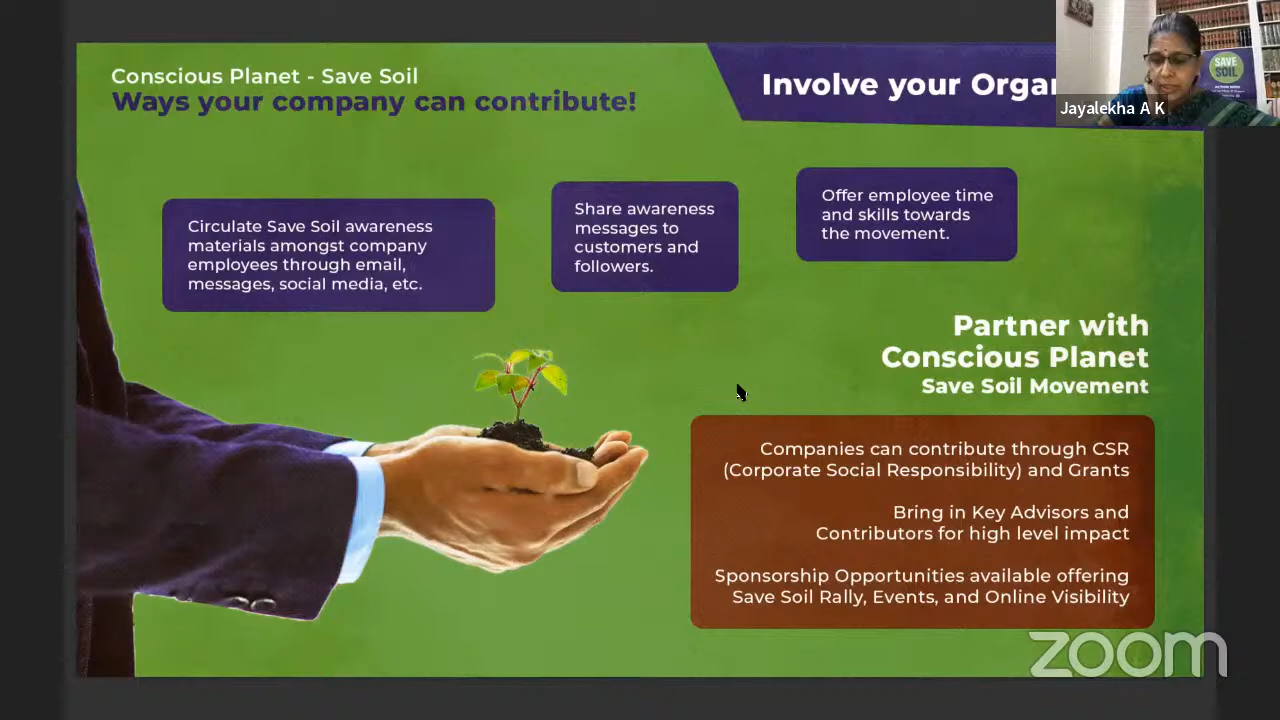 Conscious Planet - Save Soil
Ways your company can contribute!
Involve your Orga
SAVE
SOIL
Jayalekha A K
Circulate Save Soil awareness
materials amongst company
employees through email,
messages, social media, etc.
Share awareness
messages to
customers and
followers.
Offer employee time
and skills towards
the movement.
Partner with
Conscious Planet
Save Soil Movement
Companies can contribute through CSR
(Corporate Social Responsibility) and Grants
Bring in Key Advisors and
Contributors for high level impact
Sponsorship Opportunities available offering
Save Soil Rally, Events, and Online Visibility
zoom